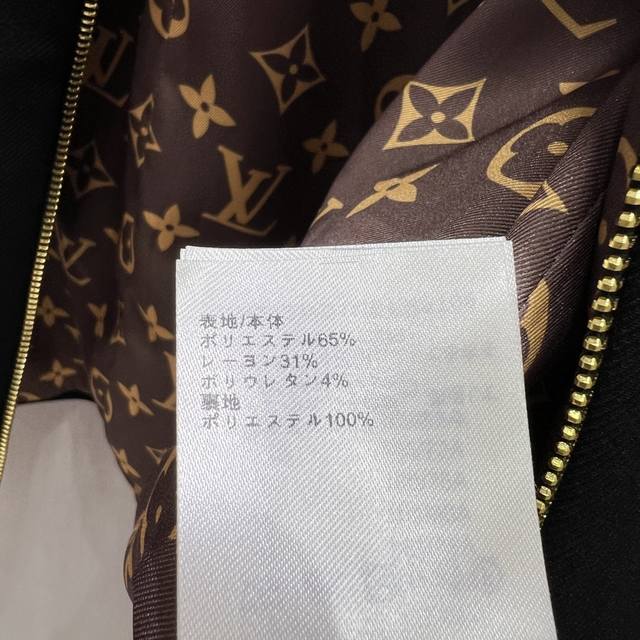 表地/本体
ポリエステル65%
レーヨン31%
ポリウレタン4%
裏地
ポリエステル100%